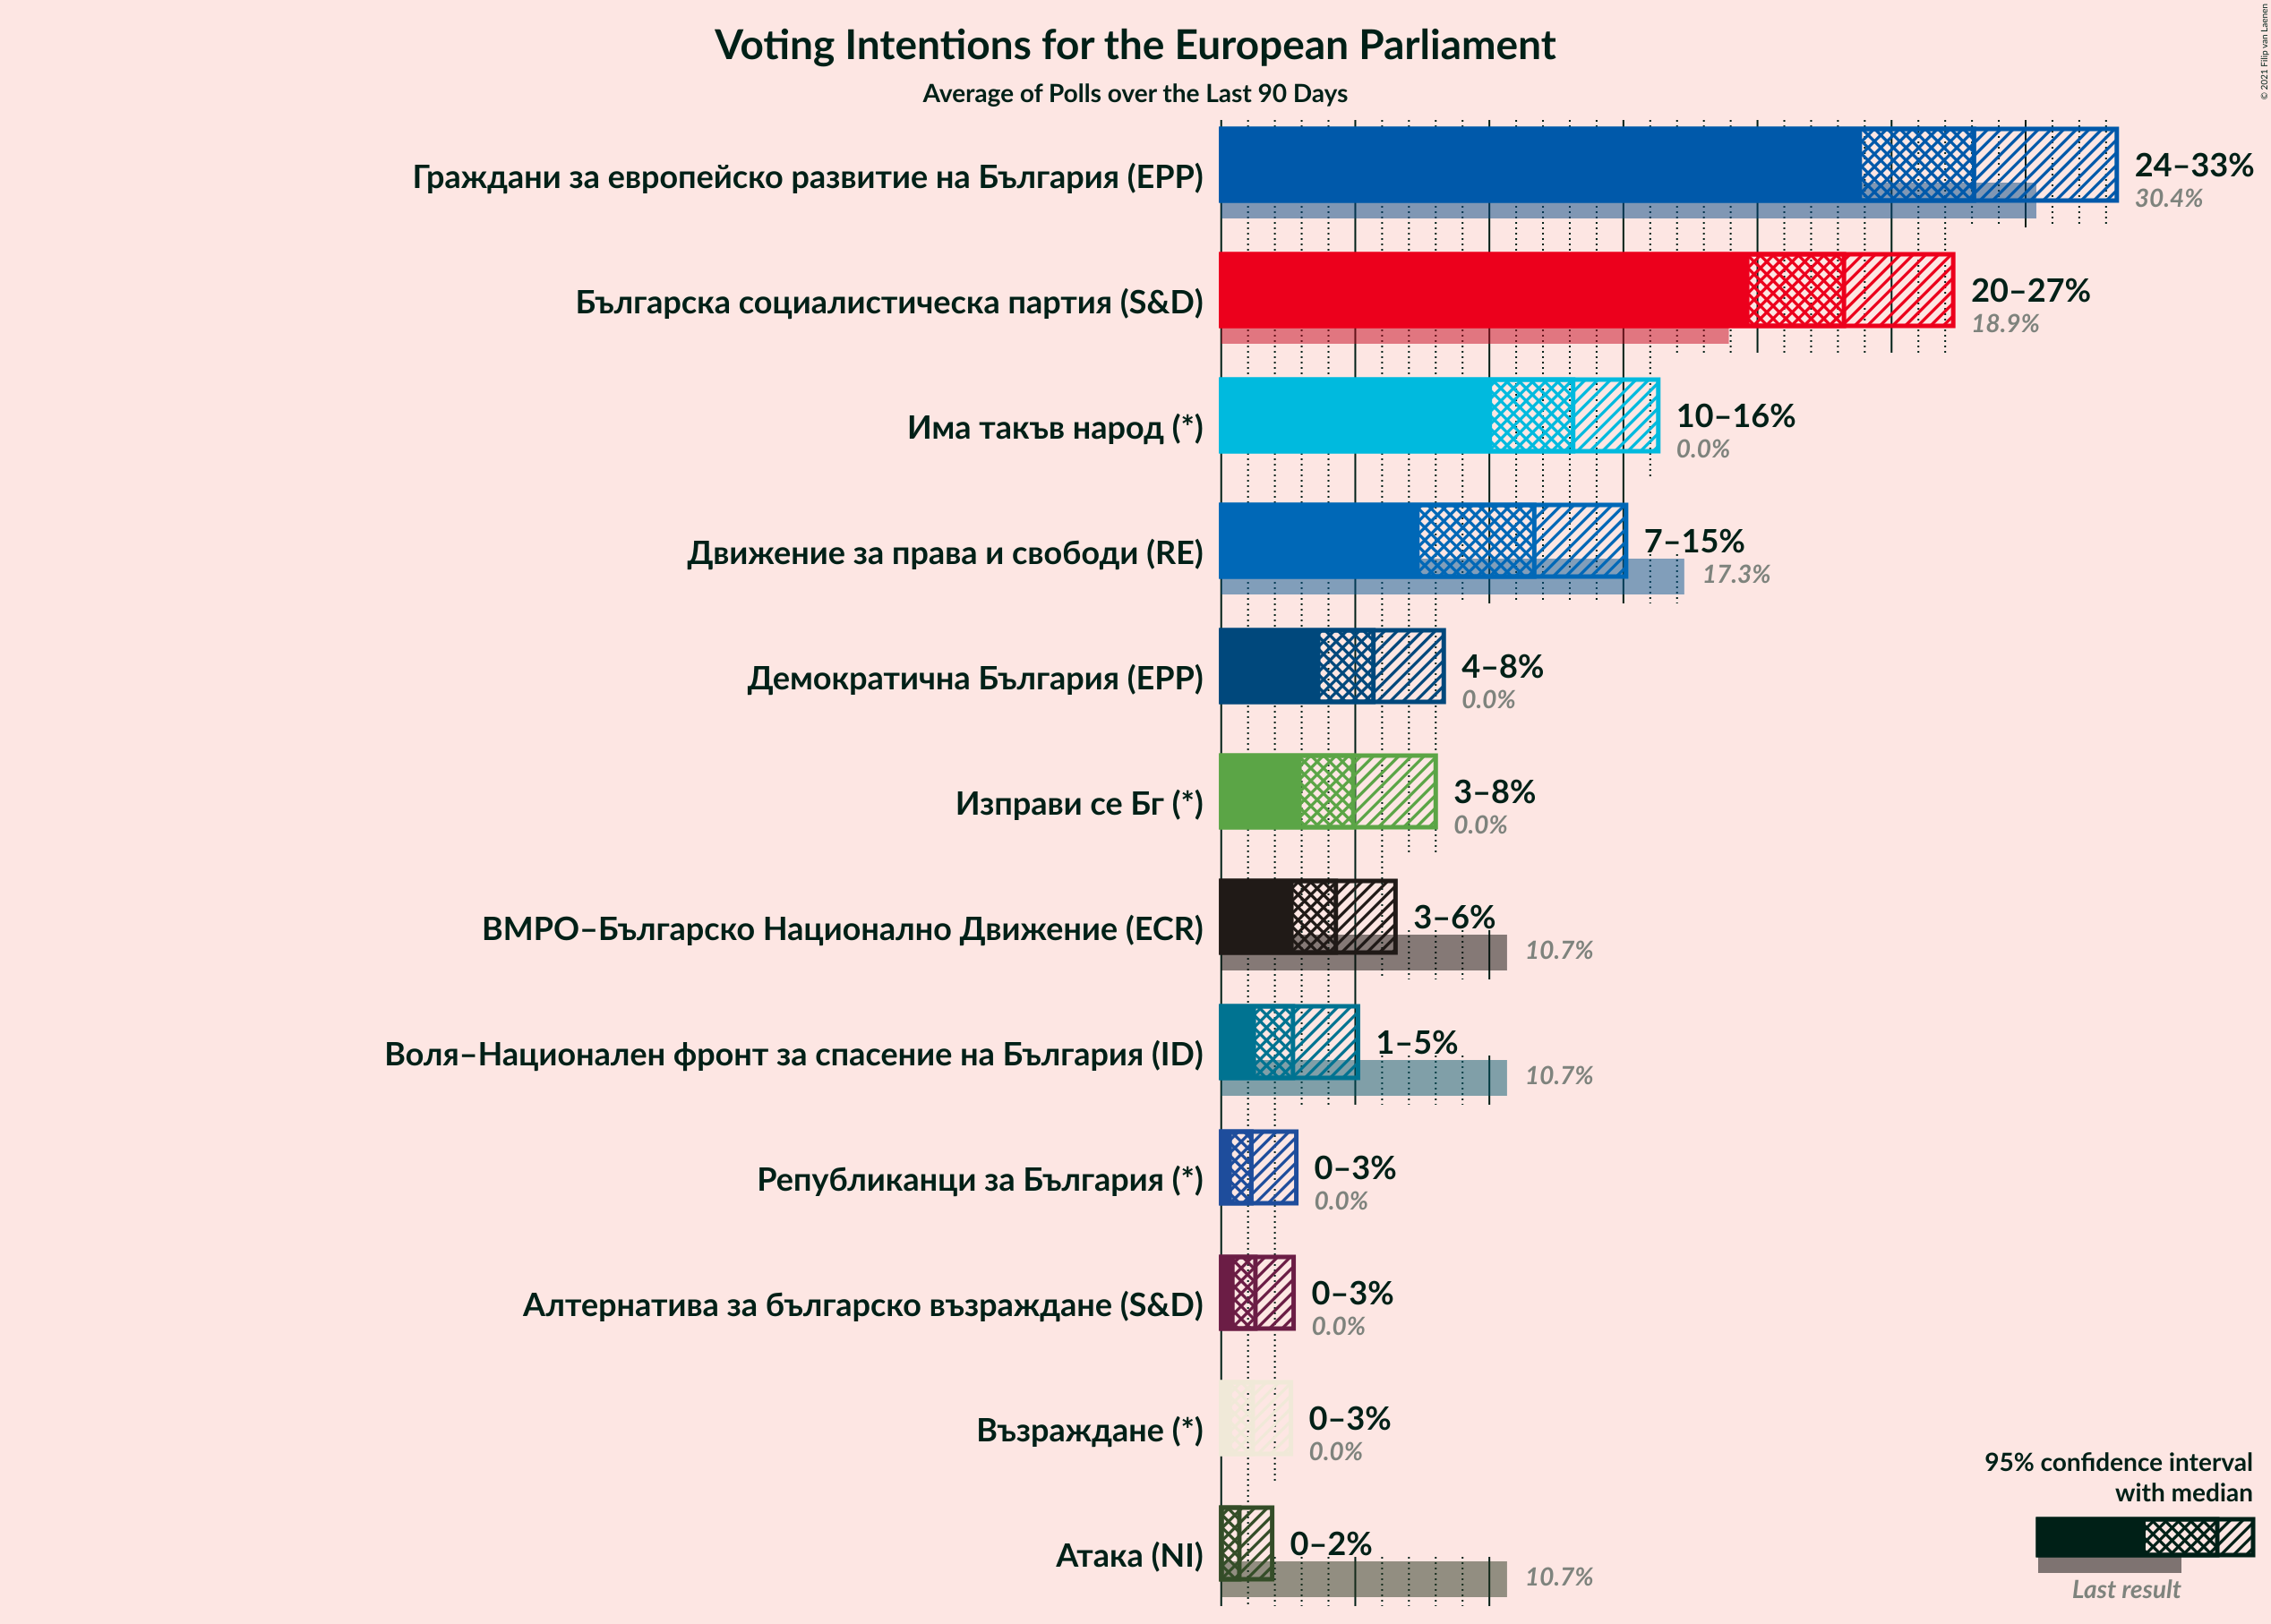 Voting Intentions for the European Parliament
Average of Polls over the Last 90 Days
© 2021 Filip van Laenen
Граждани за европейско развитие на България (EPP)
24–33%
30.4%
Българска социалистическа партия (S&D)
20–27%
18.9%
Има такъв народ (*)
10–16%
0.0%
Движение за права и свободи (RE)
7–15%
17.3%
Демократична България (EPP)
4–8%
0.0%
Изправи се Бг (*)
3–8%
0.0%
ВМРО–Българско Национално Движение (ECR)
3–6%
10.7%
Воля–Национален фронт за спасение на България (ID)
1–5%
10.7%
Републиканци за България (*)
0–3%
0.0%
Алтернатива за българско възраждане (S&D)
0–3%
0.0%
Възраждане (*)
0–3%
0.0%
Атака (NI)
0–2%
10.7%
95% confidence interval
with median
Last result